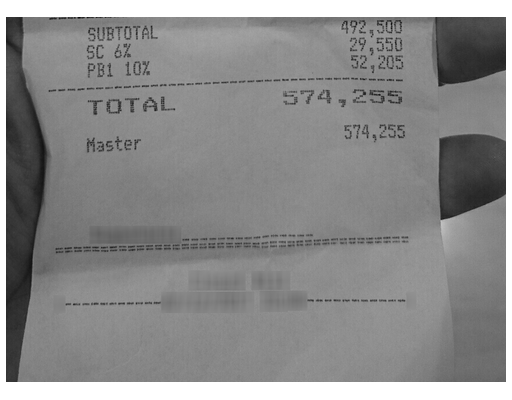 SUBTOTAL 492,500
SC 6% 29,550
PB1 10% 52,205
TOTAL 574,255
Master 574,255